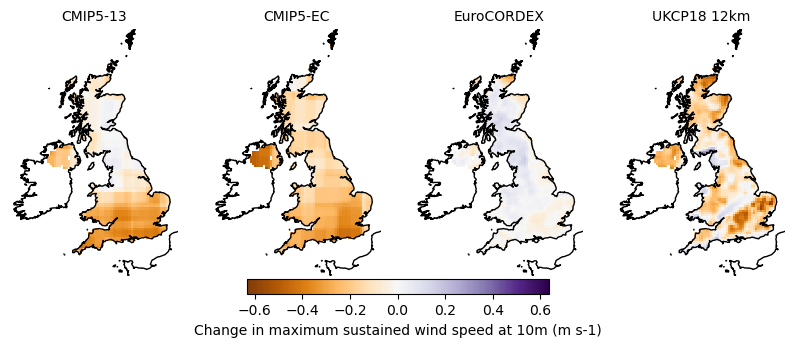 CMIP5-13 CMIP5-EC EuroCORDEX UKCP18 12km
−0.6 −0.4 −0.2 0.0 0.2 0.4 0.6
Change in maximum sustained wind speed at 10m (m s-1)